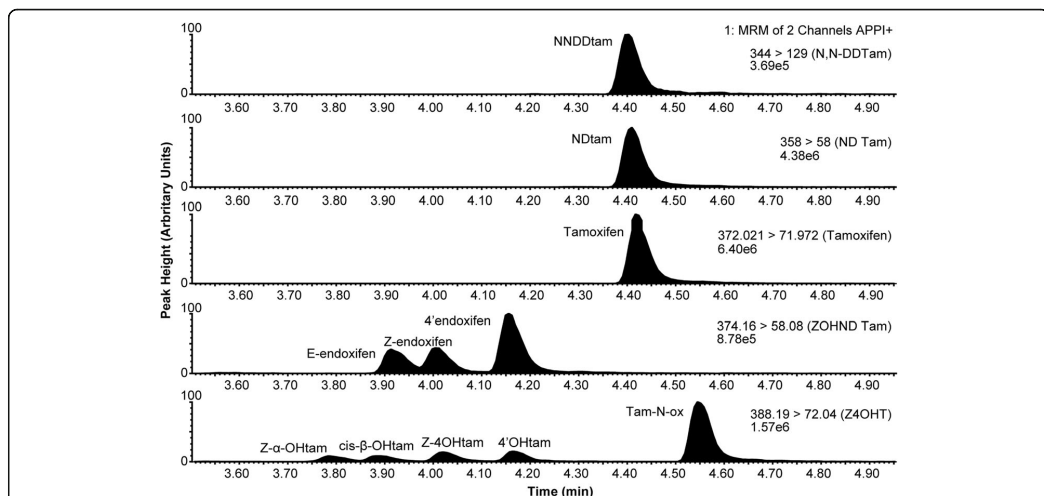 1: MRM of 2 Channels APPI+
100
NNDDtam
344 > 129 (N,N-DDTam)
3.69e5
0
3.60 3.70 3.80 3.90 4.00 4.10 4.20 4.30 4.40 4.50 4.60 4.70 4.80 4.90
100
NDtam
358 > 58 (ND Tam)
4.38e6
0
3.60 3.70 3.80 3.90 4.00 4.10 4.20 4.30 4.40 4.50 4.60 4.70 4.80 4.90
Peak Height (Arbritary Units)
100
Tamoxifen
372.021 > 71.972 (Tamoxifen)
6.40e6
0
3.60 3.70 3.80 3.90 4.00 4.10 4.20 4.30 4.40 4.50 4.60 4.70 4.80 4.90
100
4’endoxifen
Z-endoxifen
E-endoxifen
374.16 > 58.08 (ZOHND Tam)
8.78e5
0
3.60 3.70 3.80 3.90 4.00 4.10 4.20 4.30 4.40 4.50 4.60 4.70 4.80 4.90
100
Tam-N-ox
388.19 > 72.04 (Z4OHT)
1.57e6
Z-α-OHtam cis-β-OHtam Z-4OHtam 4’OHtam
0
3.60 3.70 3.80 3.90 4.00 4.10 4.20 4.30 4.40 4.50 4.60 4.70 4.80 4.90
Time (min)